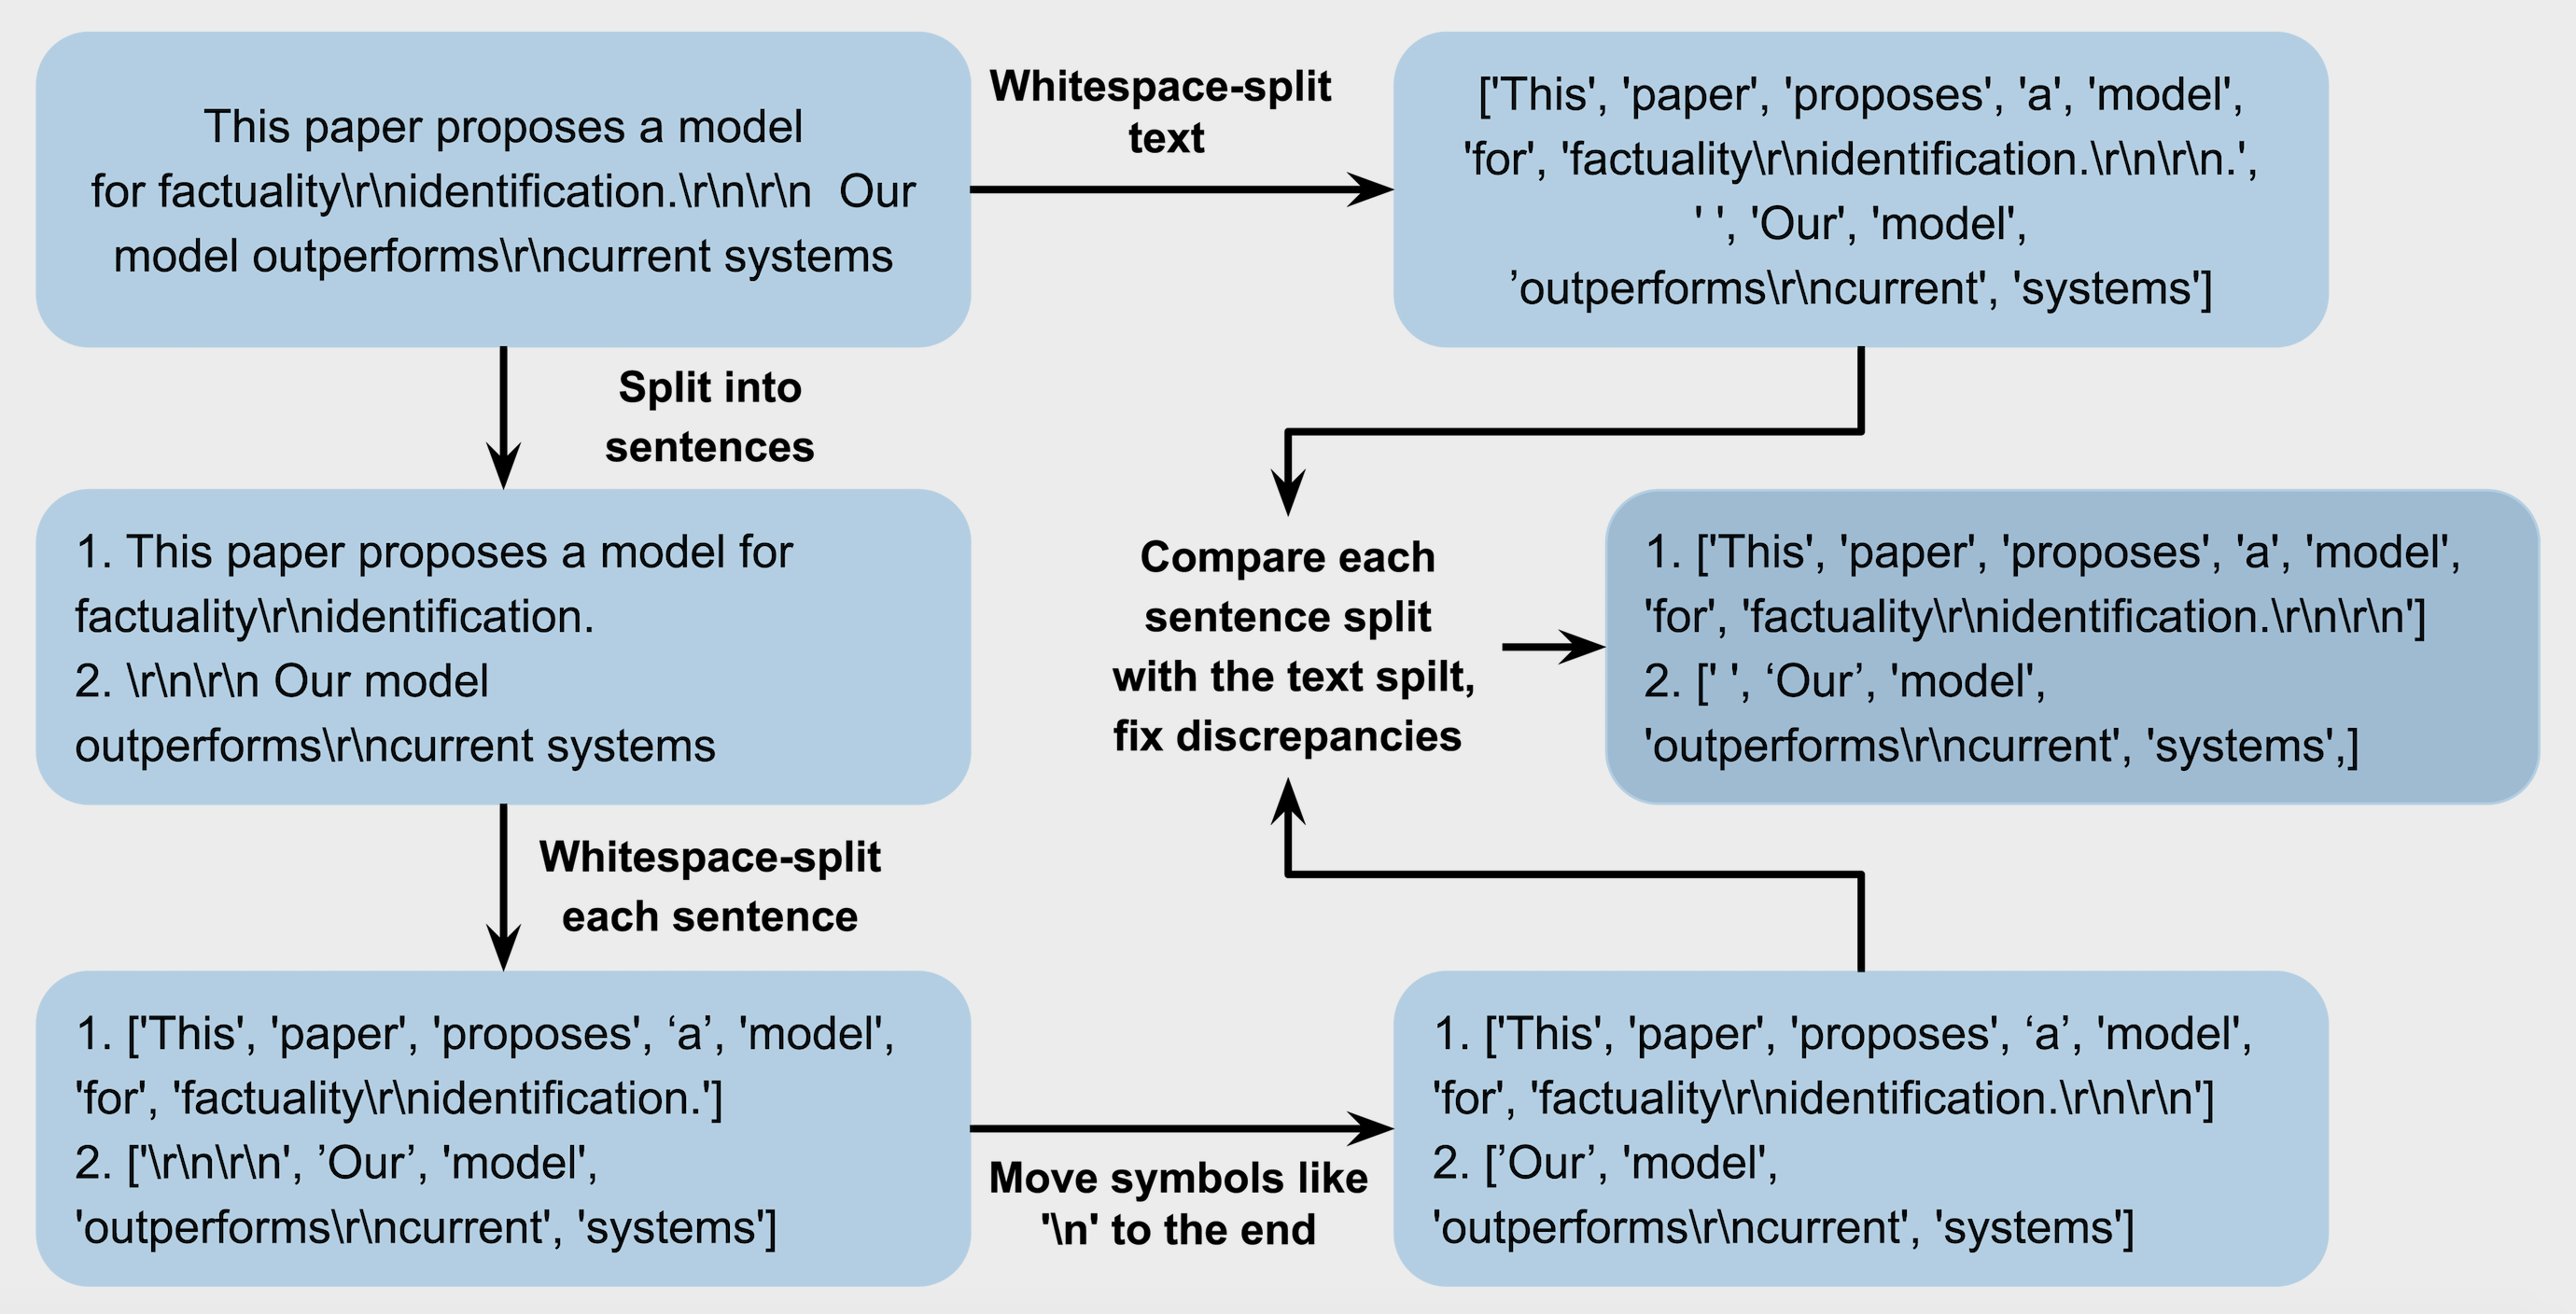 This paper proposes a model
for factuality\r\nidentification.\r\n\r\n  Our
model outperforms\r\ncurrent systems
Whitespace-split
text
['This', 'paper', 'proposes', 'a', 'model',
'for', 'factuality\r\nidentification.\r\n\r\n.',
' ', 'Our', 'model',
’outperforms\r\ncurrent', 'systems']
Split into
sentences
1. This paper proposes a model for
factuality\r\nidentification.
2. \r\n\r\n Our model
outperforms\r\ncurrent systems
Compare each
sentence split
with the text spilt,
fix discrepancies
1. ['This', 'paper', 'proposes', 'a', 'model',
'for', 'factuality\r\nidentification.\r\n\r\n']
2. [' ', ‘Our’, 'model',
'outperforms\r\ncurrent', 'systems',]
Whitespace-split
each sentence
1. ['This', 'paper', 'proposes', ‘a’, 'model',
'for', 'factuality\r\nidentification.']
2. ['\r\n\r\n', ’Our’, 'model',
'outperforms\r\ncurrent', 'systems']
Move symbols like
'\n' to the end
1. ['This', 'paper', 'proposes', ‘a’, 'model',
'for', 'factuality\r\nidentification.\r\n\r\n']
2. [’Our’, 'model',
'outperforms\r\ncurrent', 'systems']